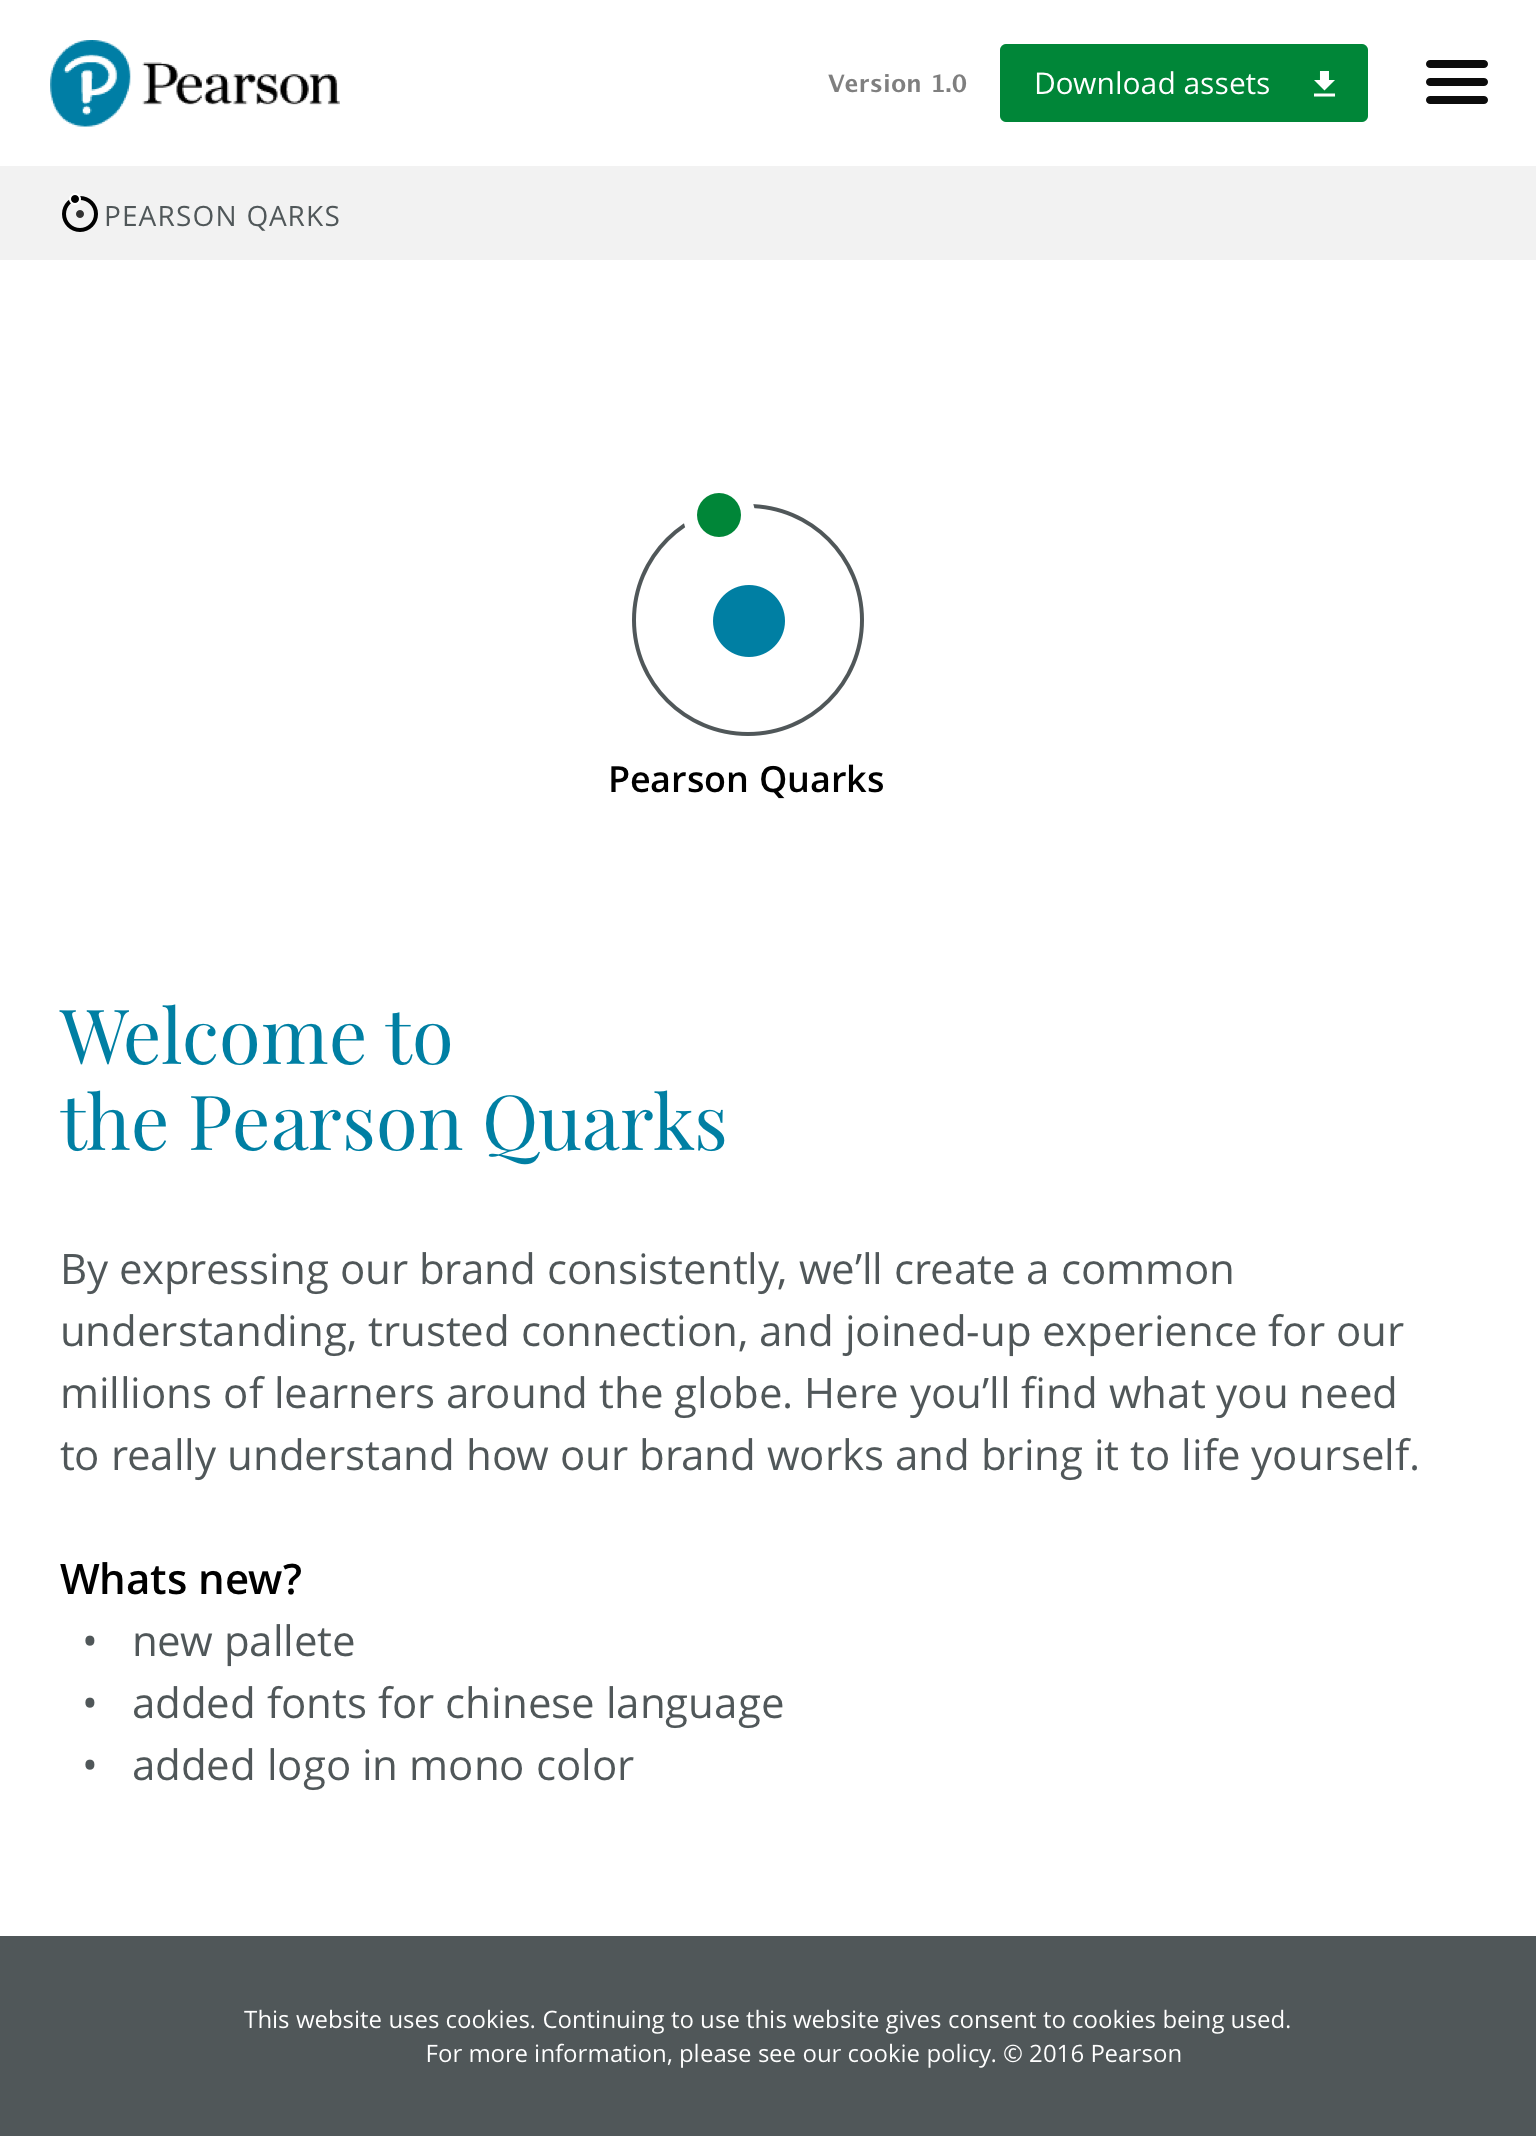 Pearson
Version 1.0
Download assets
PEARSON QARKS
Pearson Quarks
Welcome to
the Pearson Quarks
By expressing our brand consistently, we’ll create a common
understanding, trusted connection, and joined-up experience for our
millions of learners around the globe. Here you’ll find what you need
to really understand how our brand works and bring it to life yourself.
Whats new?
• new pallete
• added fonts for chinese language
• added logo in mono color
This website uses cookies. Continuing to use this website gives consent to cookies being used.
For more information, please see our cookie policy. © 2016 Pearson